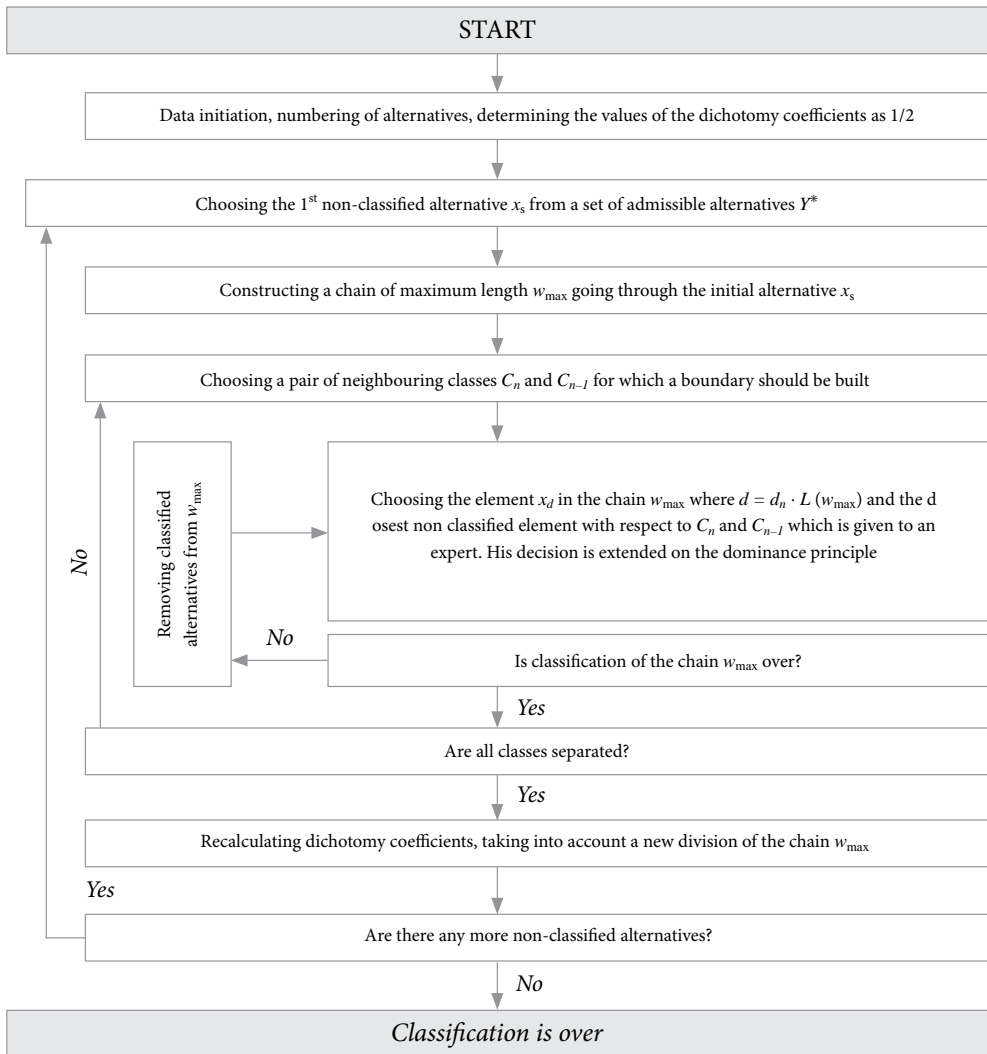 START
Data initiation, numbering of alternatives, determining the values of the dichotomy coefficients as 1/2
Choosing the 1st non-classified alternative xs from a set of admissible alternatives Y*
Constructing a chain of maximum length wmax going through the initial alternative xs
Choosing a pair of neighbouring classes Cn and Cn–1 for which a boundary should be built
No
Removing classified
alternatives from wmax
Choosing the element xd in the chain wmax where d = dn · L (wmax) and the d
osest non classified element with respect to Cn and Cn–1 which is given to an
expert. His decision is extended on the dominance principle
No
Is classification of the chain wmax over?
Yes
Are all classes separated?
Yes
Recalculating dichotomy coefficients, taking into account a new division of the chain wmax
Yes
Are there any more non-classified alternatives?
No
Classification is over